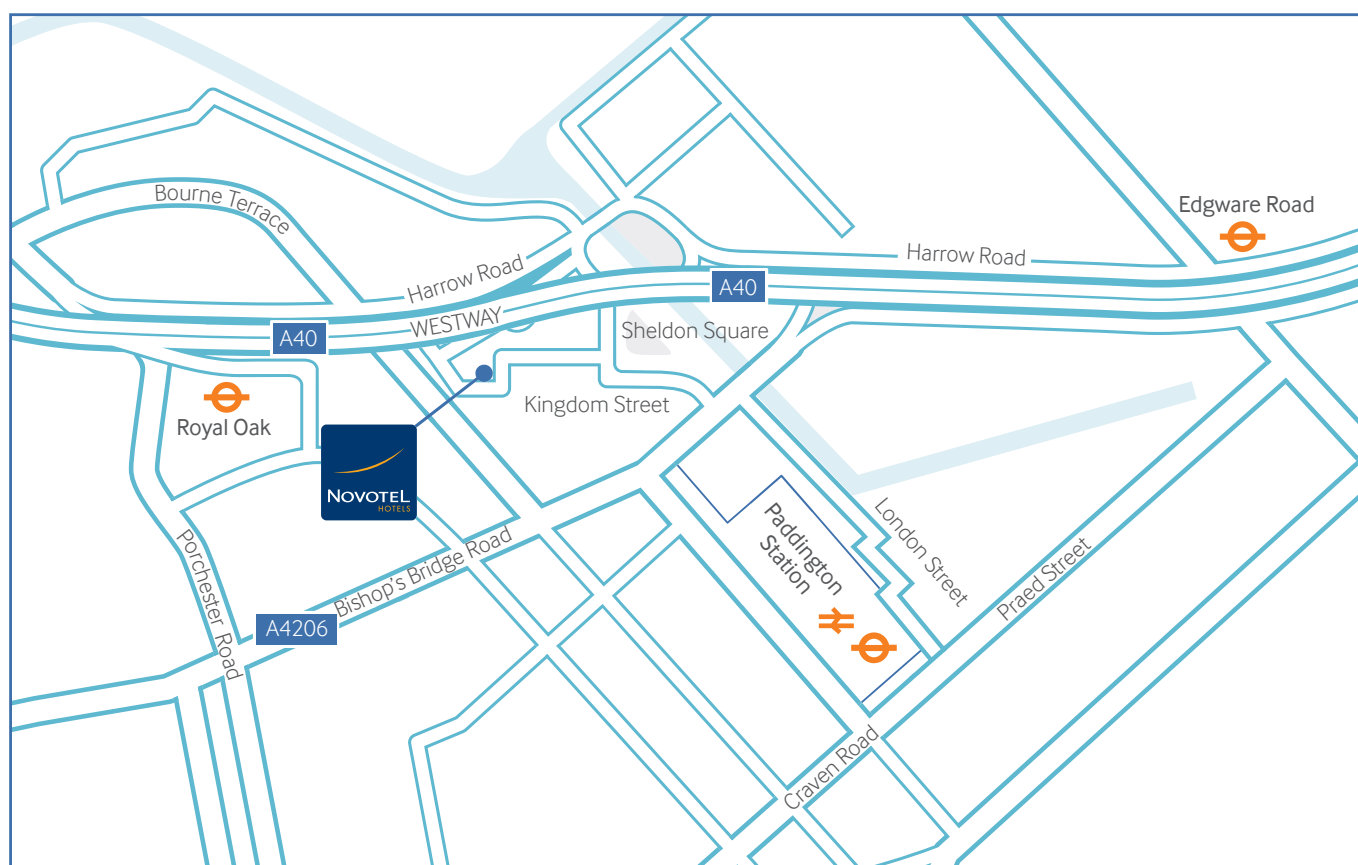 Bourne Terrace
Edgware Road
Harrow Road
Harrow Road
A40
WESTWAY
A40
Sheldon Square
Kingdom Street
Royal Oak
NOVOTEL
HOTELS
London Street
Paddington
Station
Porchester Road
Bishop's Bridge Road
Praed Street
A4206
Craven Road